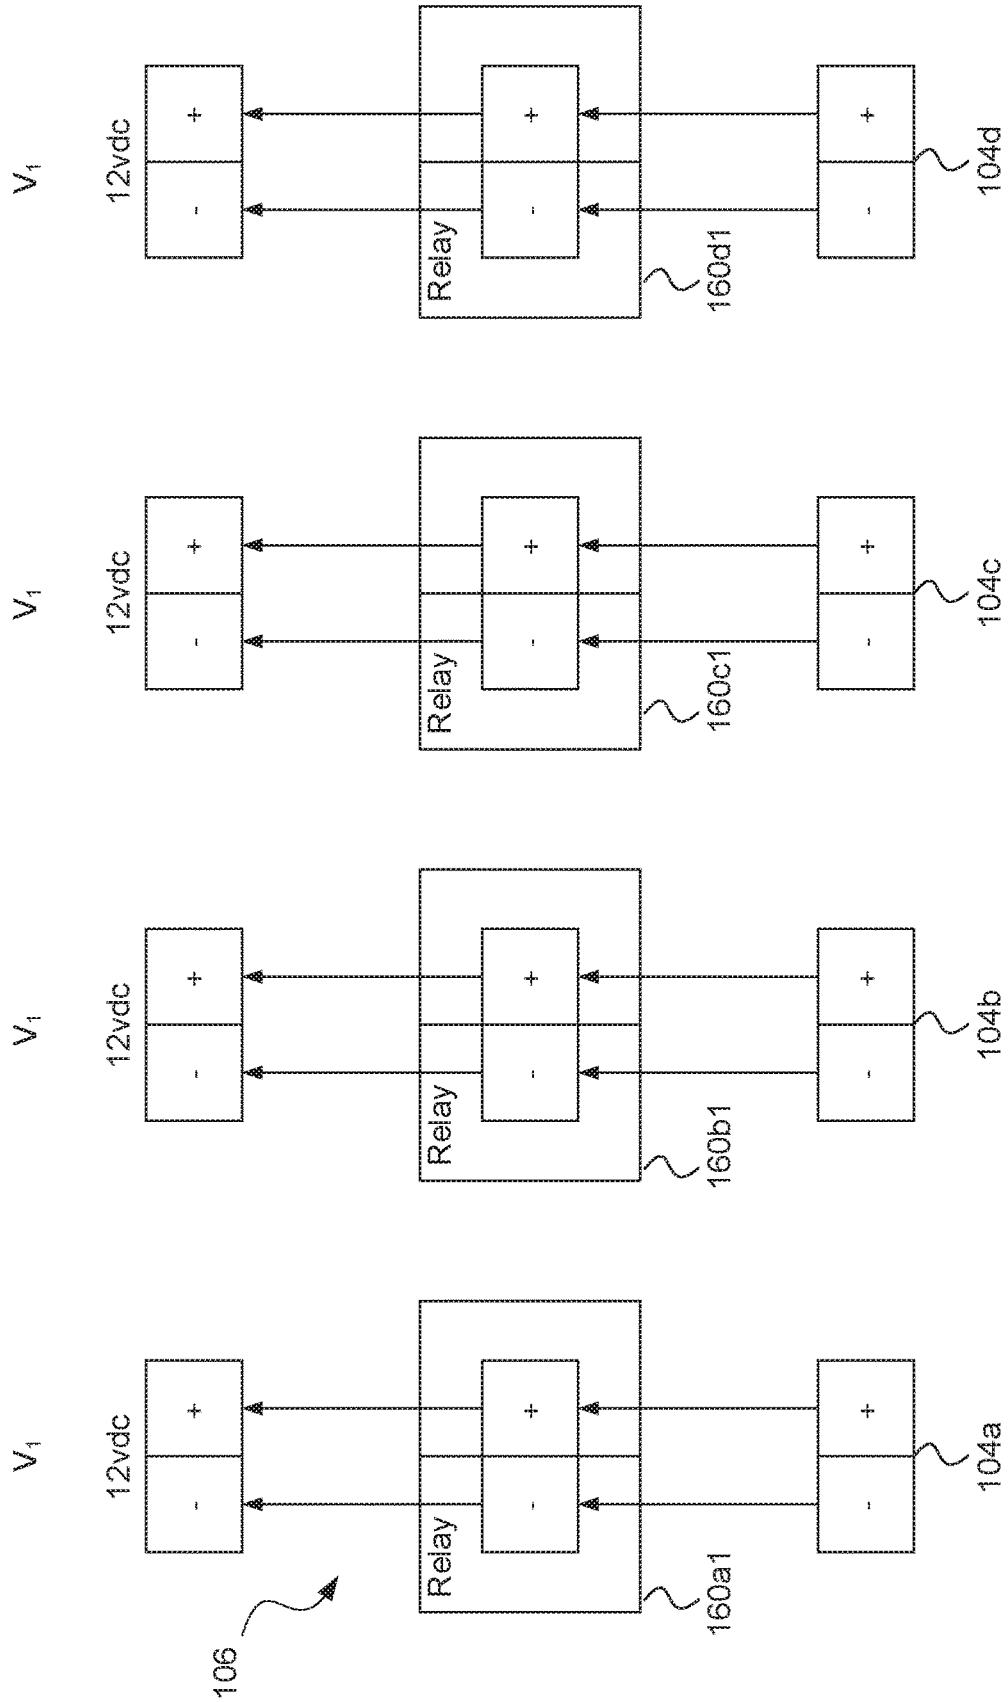 V₁ V₁ V₁ V₁
12vdc 12vdc 12vdc 12vdc
- + - + - + - +
106
Relay Relay Relay Relay
- + - + - + - +
160a1 160b1 160c1 160d1
- + - + - + - +
104a 104b 104c 104d